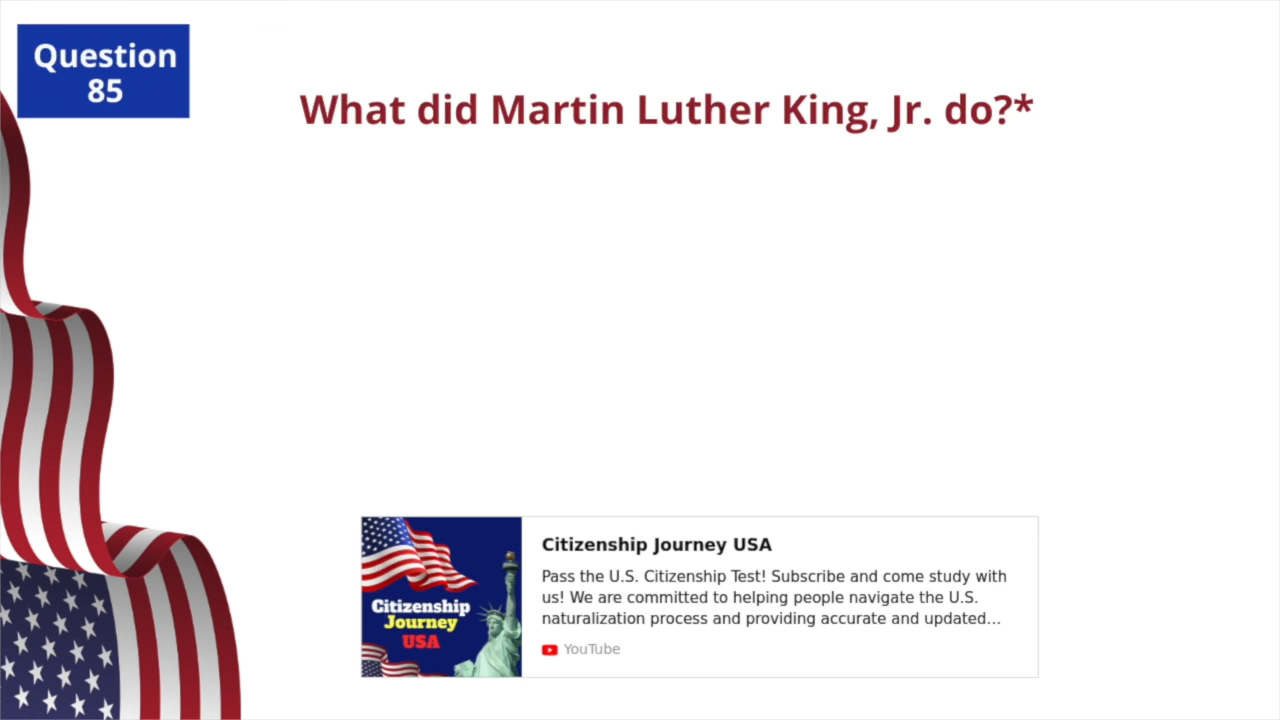 Question
85
What did Martin Luther King, Jr. do?*
Citizenship
Journey
USA
Citizenship Journey USA
Pass the U.S. Citizenship Test! Subscribe and come study with
us! We are committed to helping people navigate the U.S.
naturalization process and providing accurate and updated...
YouTube